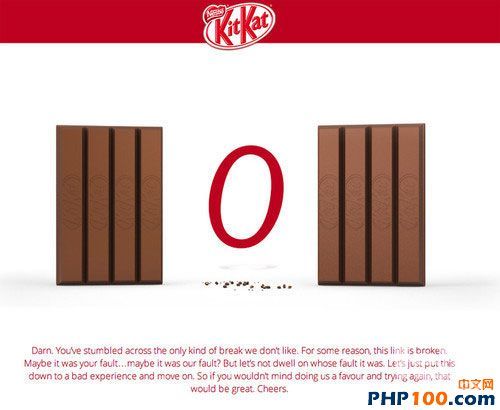 Nestlé
KitKat
0
Darn. You've stumbled across the only kind of break we don't like. For some reason, this link is broken.
Maybe it was your fault…maybe it was our fault? But let's don't dwell on whose fault it was. Let's just put this
down to a bad experience and move on. So if you wouldn't mind doing us a favour and trying again, that
would be great. Cheers.
中文网
PHP100.com